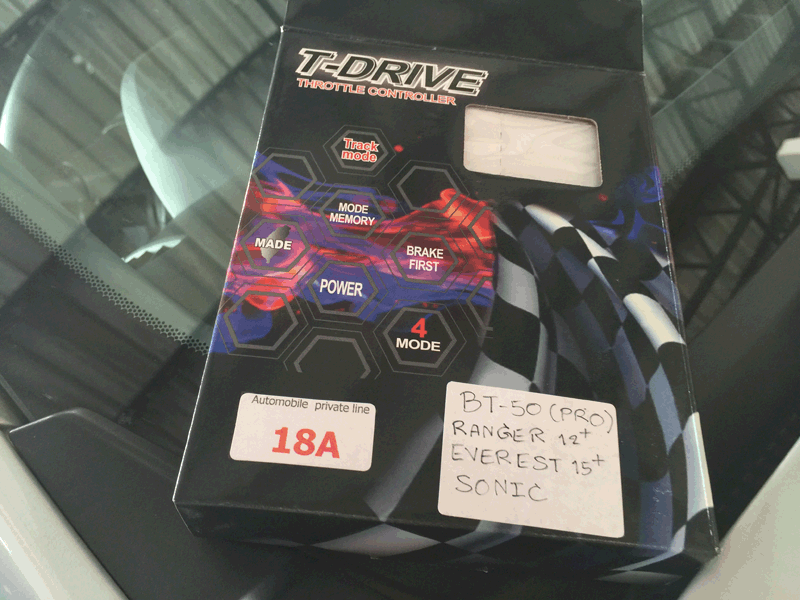 T-DRIVE
THROTTLE CONTROLLER
Track
mode
MODE
MEMORY
MADE
BRAKE
FIRST
POWER
4
MODE
Automobile private line
18A
BT-50 (PRO)
RANGER 12+
EVEREST 15+
SONIC